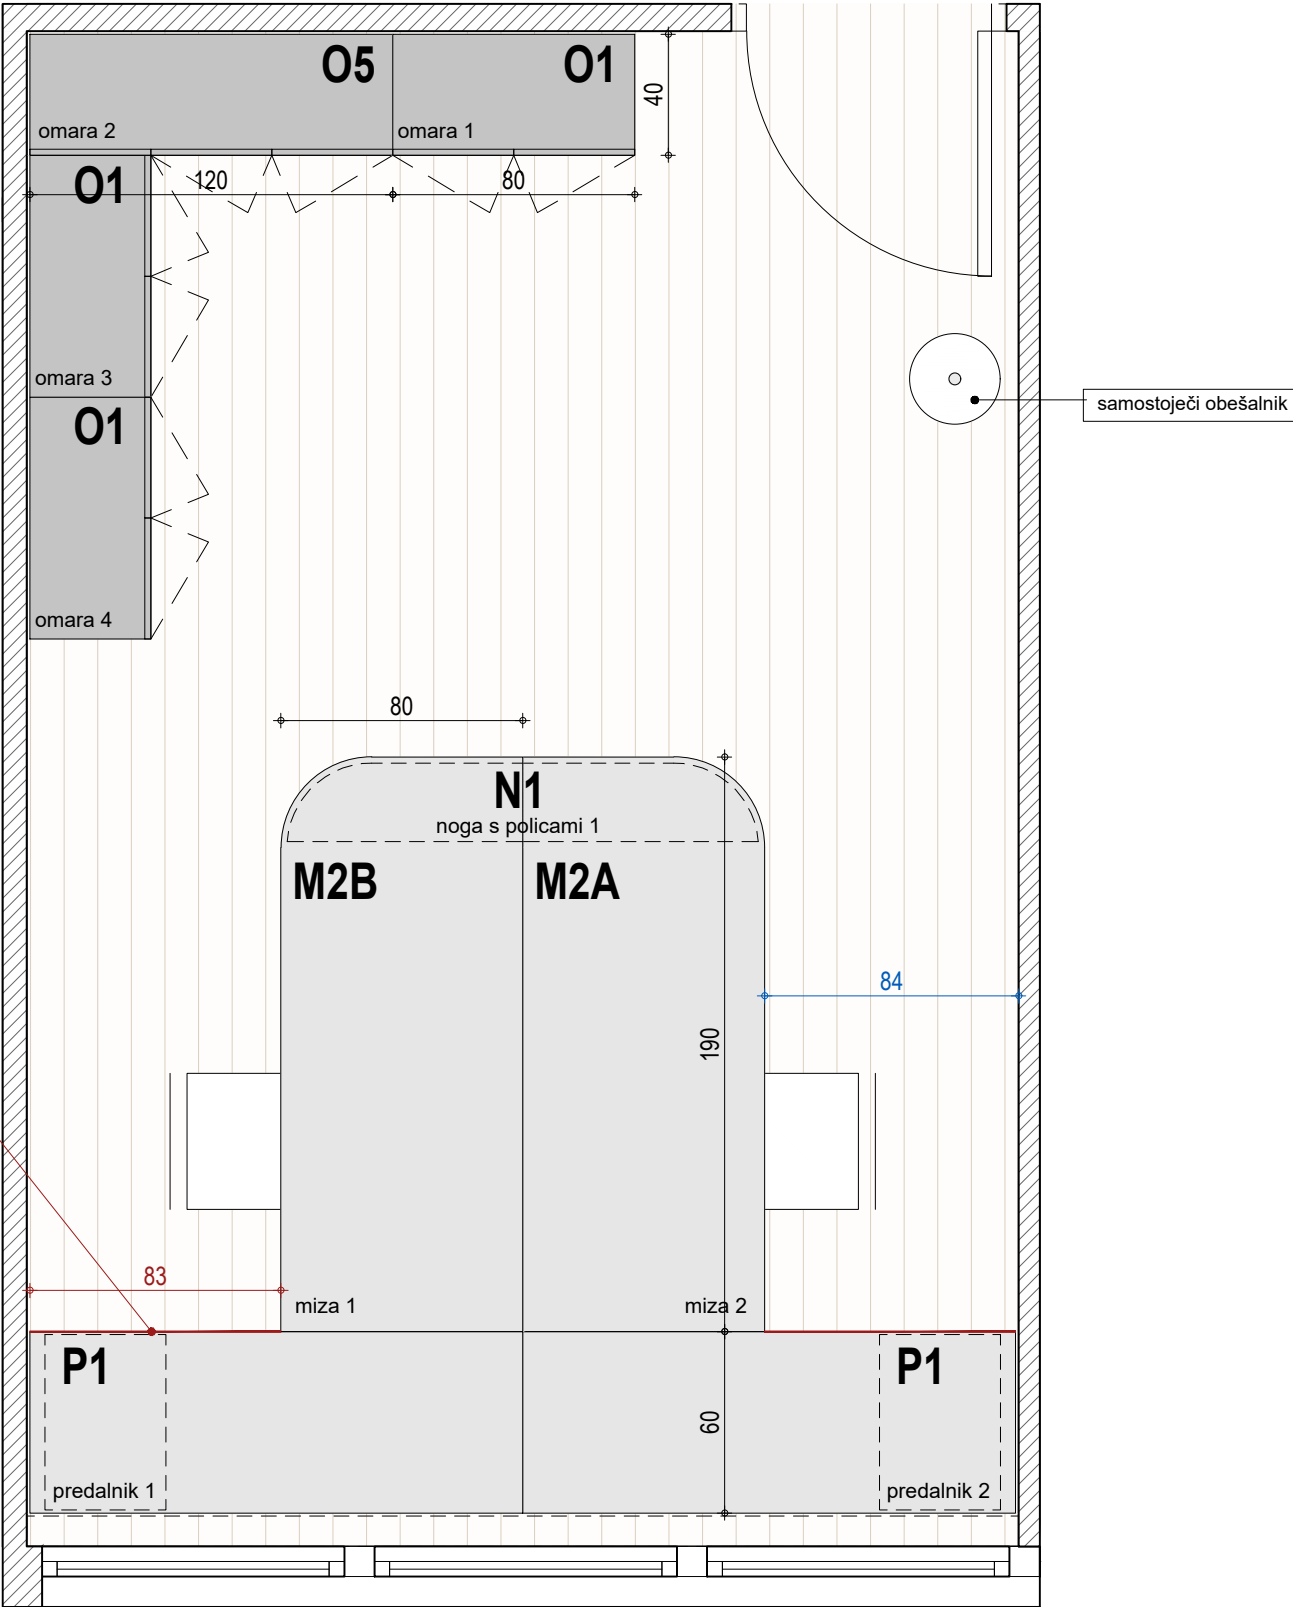 O5
O1
40
omara 2
omara 1
O1
120
80
omara 3
samostoječi obešalnik
O1
omara 4
80
N1
noga s policami 1
M2B
M2A
84
190
83
miza 1
miza 2
P1
P1
60
predalnik 1
predalnik 2